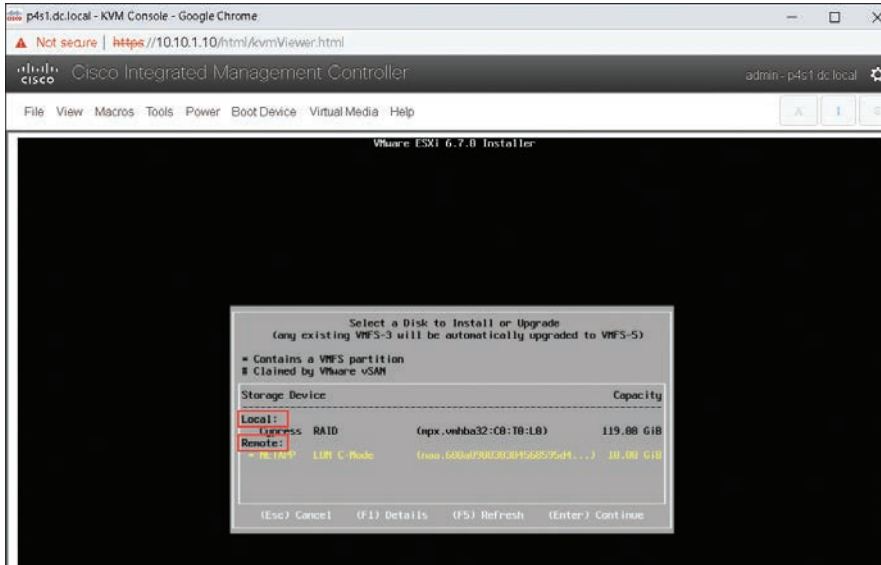 p4s1.dc.local - KVM Console - Google Chrome
Not secure | https://10.10.1.10/html/kvmViewer.html
cisco Cisco Integrated Management Controller admin - p4s1.dc.local
File View Macros Tools Power Boot Device Virtual Media Help
VMware ESXi 6.7.0 Installer
Select a Disk to Install or Upgrade
(any existing VMFS-3 will be automatically upgraded to VMFS-5)
* Contains a VMFS partition
# Claimed by VMware vSAN
Storage Device Capacity
Local:
Cypress RAID (mpx.vmhba32:C0:T0:L0) 119.08 GiB
Remote:
* NETAPP LUN C-Mode 10.00 GiB
(Esc) Cancel (F1) Details (F5) Refresh (Enter) Continue